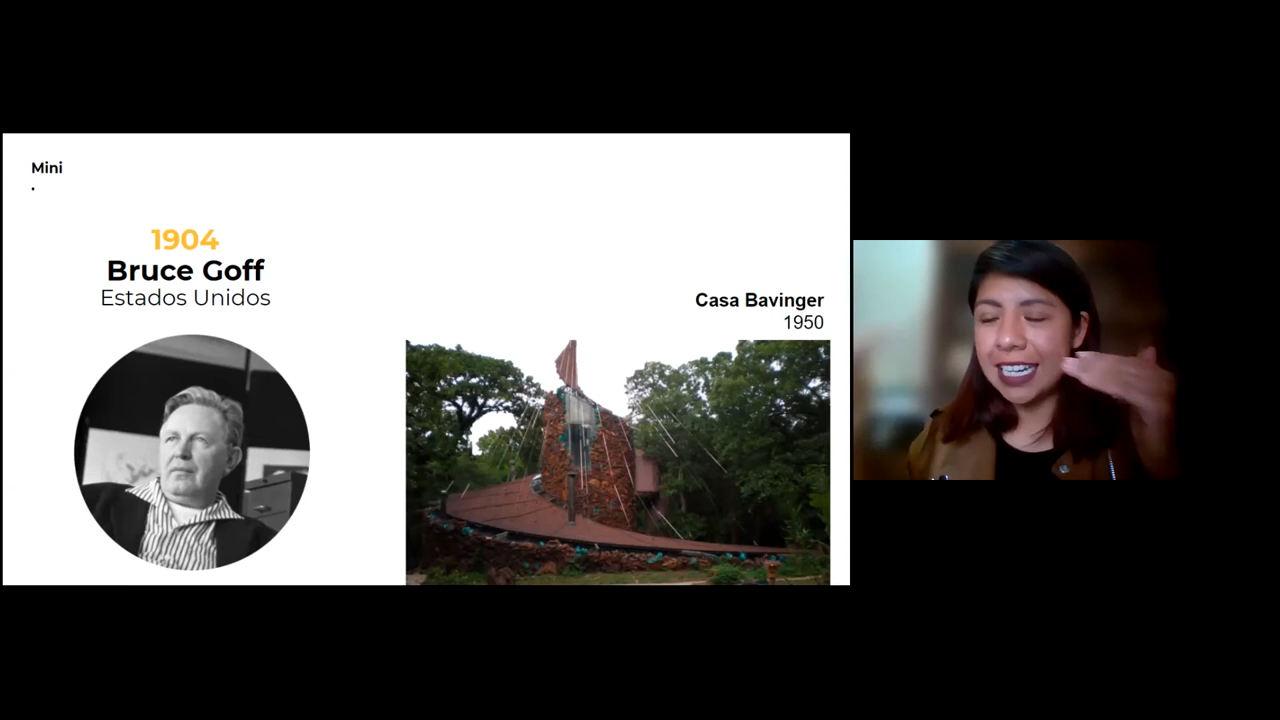 Mini
.
1904
Bruce Goff
Estados Unidos
Casa Bavinger
1950